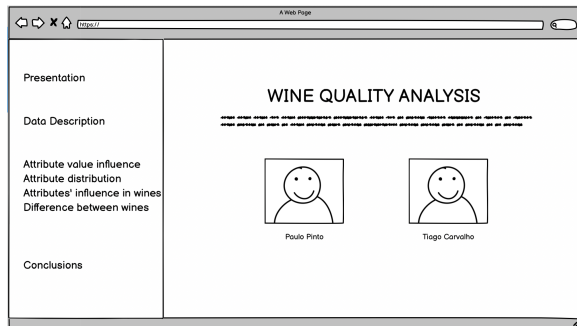 A Web Page
https://
Presentation
Data Description
Attribute value influence
Attribute distribution
Attributes' influence in wines
Difference between wines
Conclusions
WINE QUALITY ANALYSIS
Paulo Pinto
Tiago Carvalho